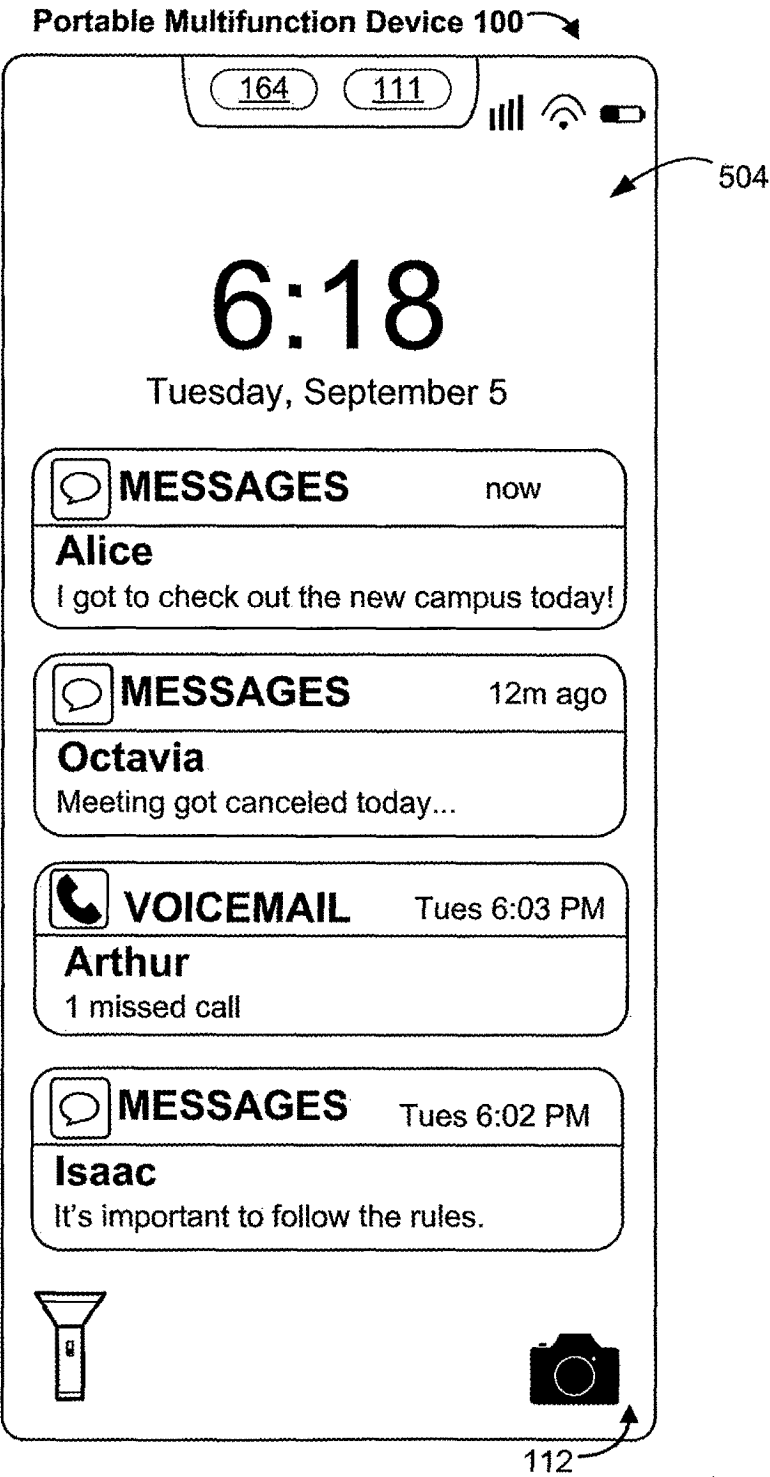 Portable Multifunction Device 100
164 111
504
6:18
Tuesday, September 5
MESSAGES now
Alice
I got to check out the new campus today!
MESSAGES 12m ago
Octavia
Meeting got canceled today...
VOICEMAIL Tues 6:03 PM
Arthur
1 missed call
MESSAGES Tues 6:02 PM
Isaac
It's important to follow the rules.
112